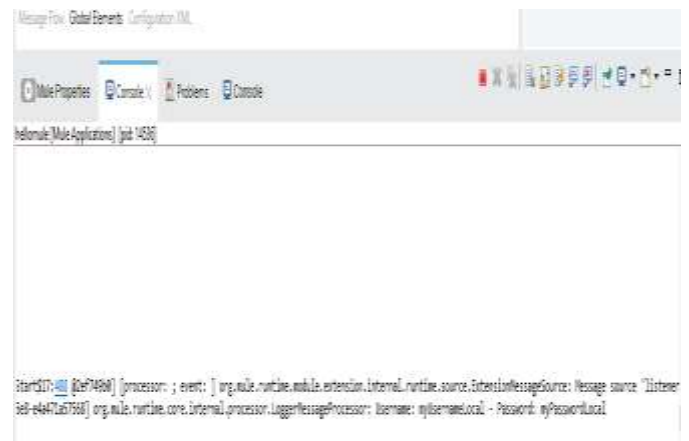 Message Flow Global Elements Configuration XML
Mule Properties Console Problems Console
hellomule [Mule Applications] [pid: 14536]
[processor: ; event: ] org.mule.runtime.module.extension.internal.runtime.source.ExtensionMessageSource: Message source 'listener
org.mule.runtime.core.internal.processor.LoggerMessageProcessor: Username: myUsernameLocal - Password: myPasswordLocal